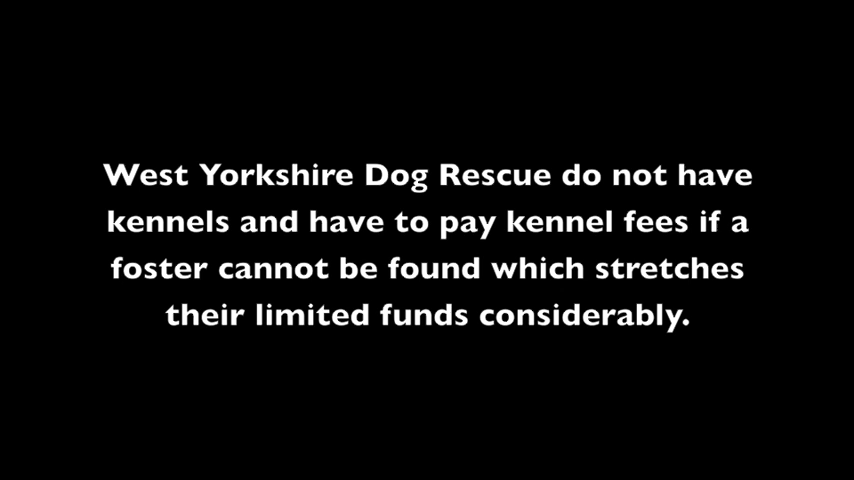 West Yorkshire Dog Rescue do not have
kennels and have to pay kennel fees if a
foster cannot be found which stretches
their limited funds considerably.